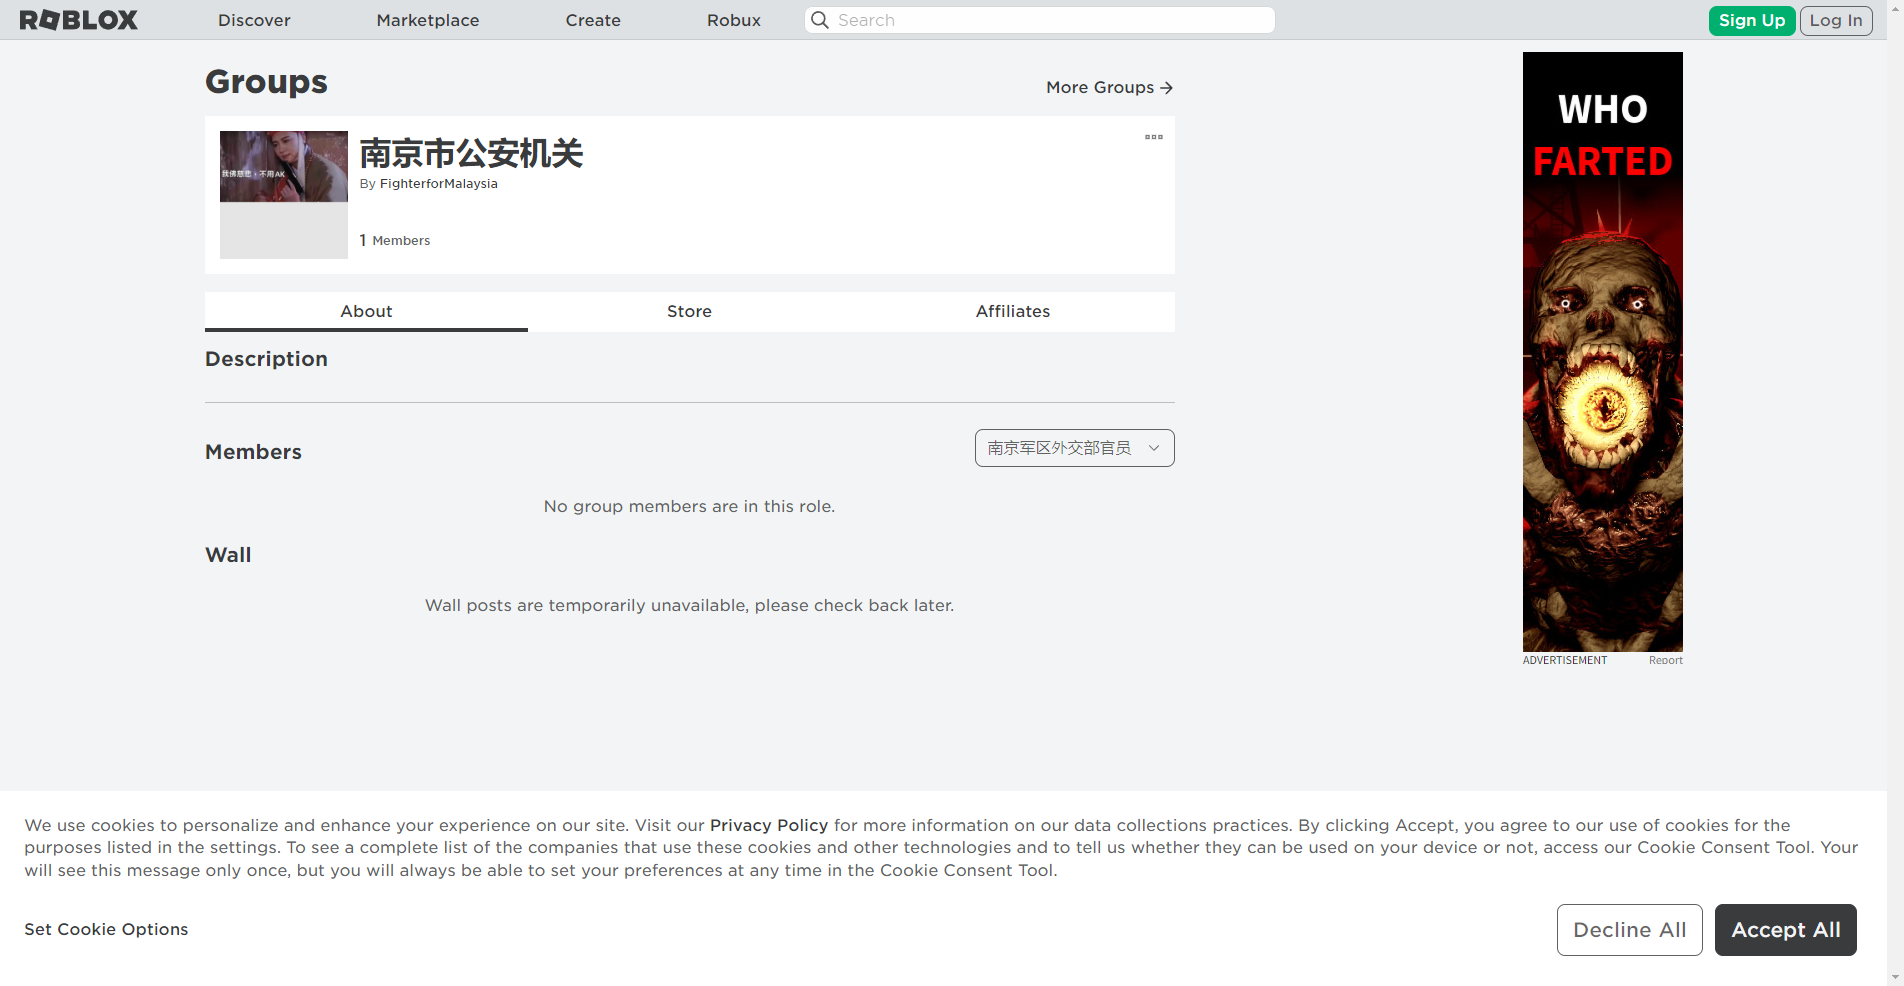 ROBLOX
Discover
Marketplace
Create
Robux
Search
Sign Up
Log In
Groups
More Groups
我佛慈悲，不用AK
南京市公安机关
By FighterforMalaysia
1 Members
About
Store
Affiliates
Description
Members
南京军区外交部官员
No group members are in this role.
Wall
Wall posts are temporarily unavailable, please check back later.
WHO
FARTED
ADVERTISEMENT
Report
We use cookies to personalize and enhance your experience on our site. Visit our Privacy Policy for more information on our data collections practices. By clicking Accept, you agree to our use of cookies for the
purposes listed in the settings. To see a complete list of the companies that use these cookies and other technologies and to tell us whether they can be used on your device or not, access our Cookie Consent Tool. Your
will see this message only once, but you will always be able to set your preferences at any time in the Cookie Consent Tool.
Set Cookie Options
Decline All
Accept All